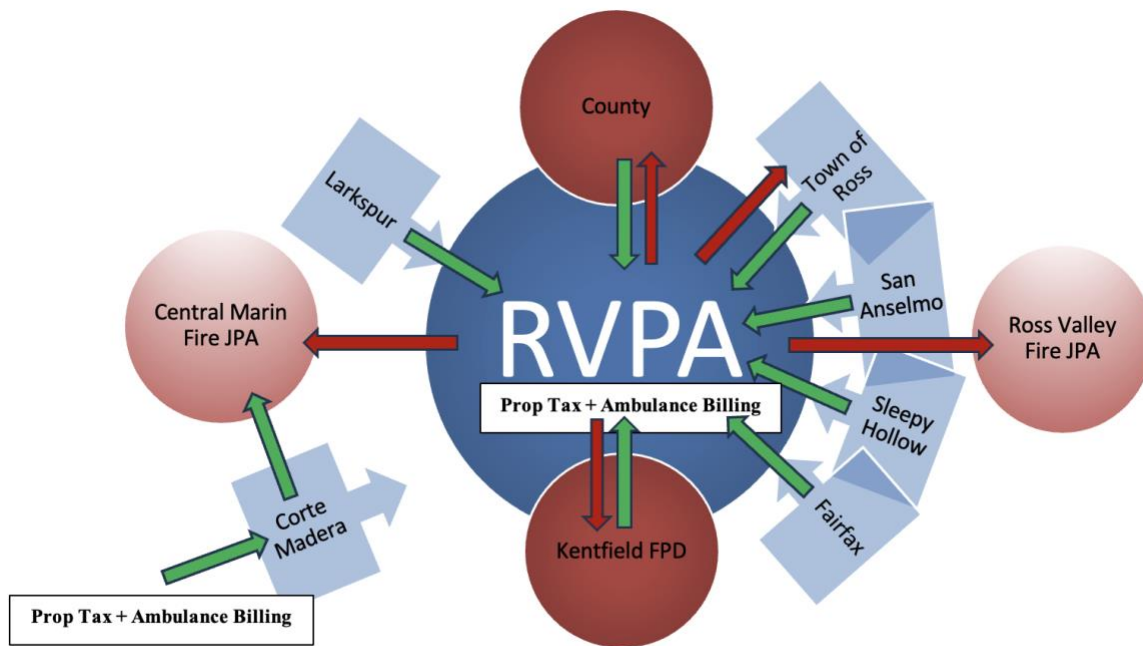 County
Larkspur
Town of
Ross
San
Anselmo
Central Marin
Fire JPA
RVPA
Ross Valley
Fire JPA
Prop Tax + Ambulance Billing
Sleepy
Hollow
Corte
Madera
Kentfield FPD
Fairfax
Prop Tax + Ambulance Billing